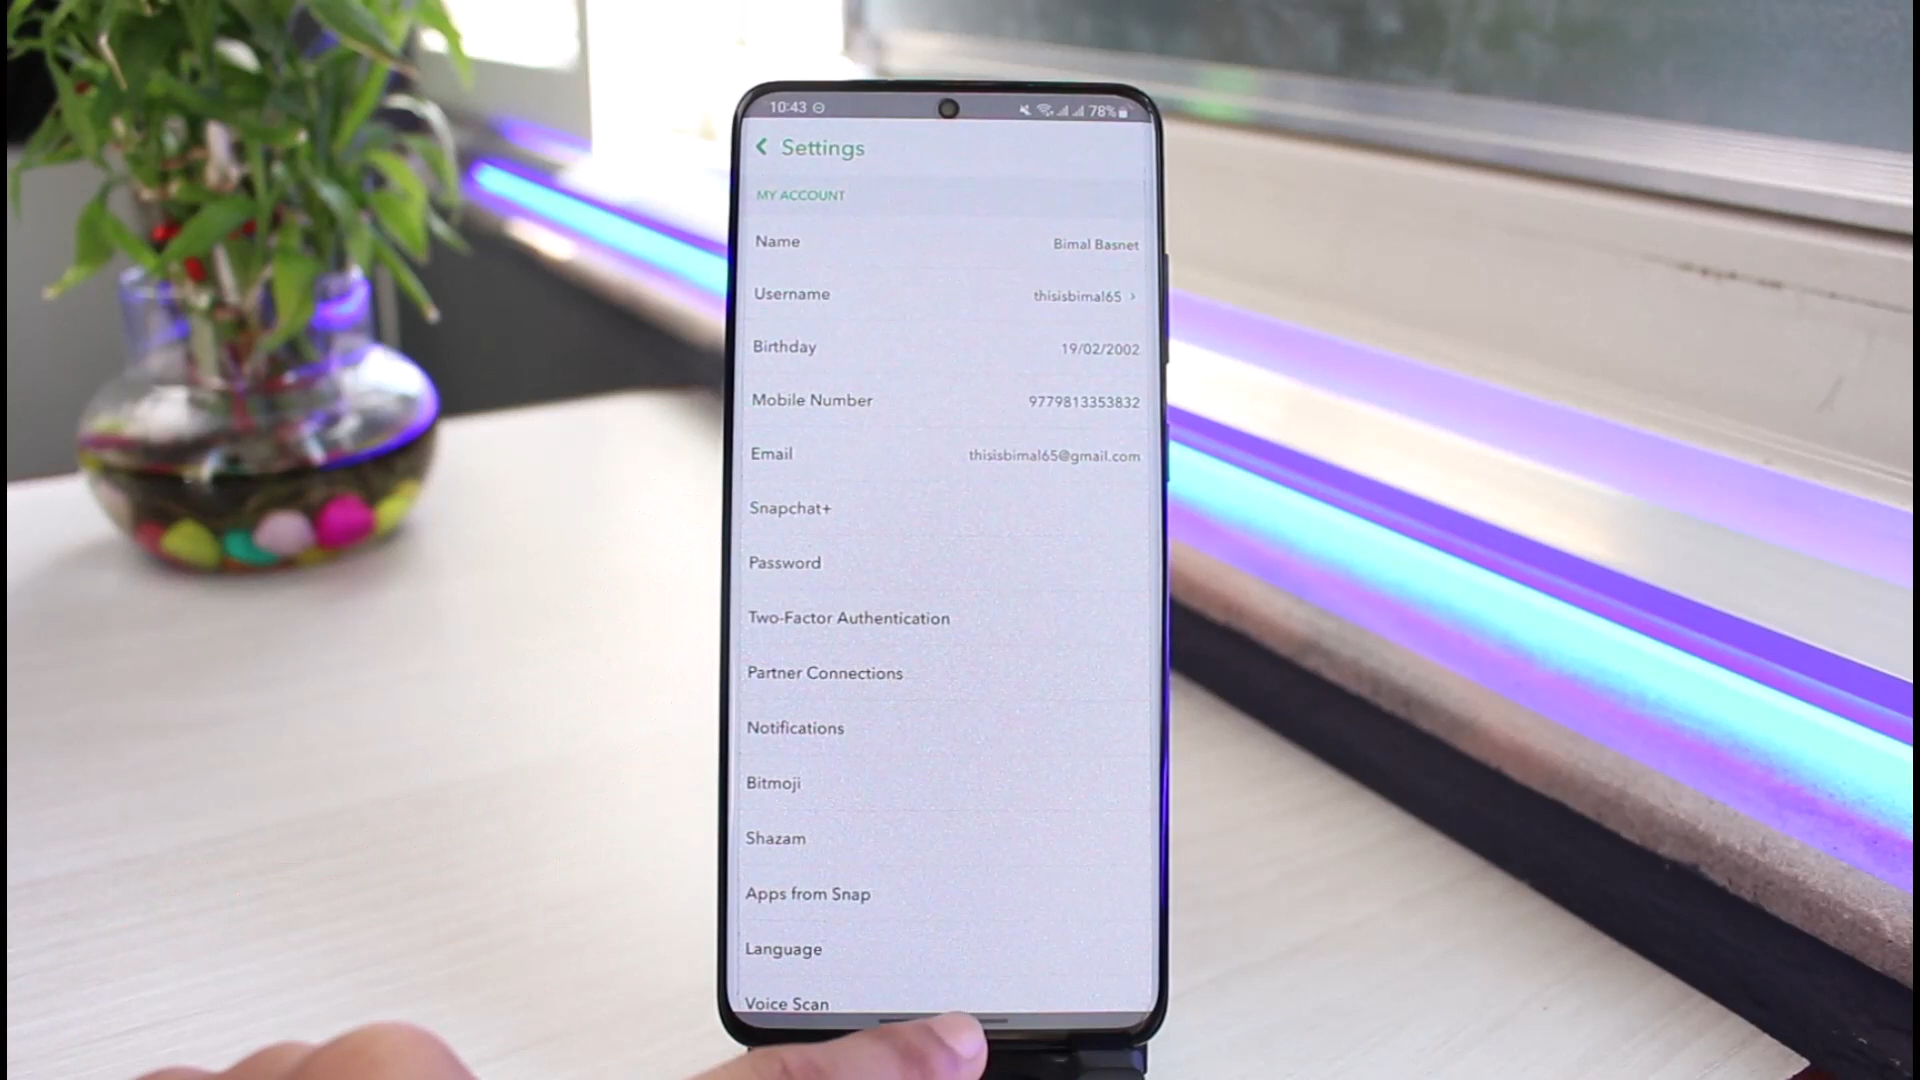 10:43
78%
Settings
MY ACCOUNT
Name Bimal Basnet
Username thisisbimal65 >
Birthday 19/02/2002
Mobile Number 9779813353832
Email thisisbimal65@gmail.com
Snapchat+
Password
Two-Factor Authentication
Partner Connections
Notifications
Bitmoji
Shazam
Apps from Snap
Language
Voice Scan